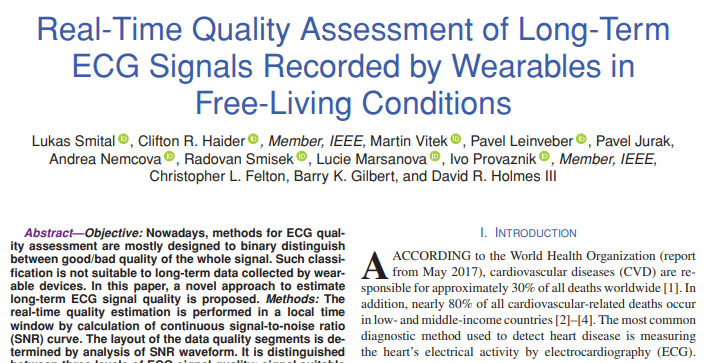 Real-Time Quality Assessment of Long-Term
ECG Signals Recorded by Wearables in
Free-Living Conditions
Lukas Smital, Clifton R. Haider, Member, IEEE, Martin Vitek, Pavel Leinveber, Pavel Jurak,
Andrea Nemcova, Radovan Smisek, Lucie Marsanova, Ivo Provaznik, Member, IEEE,
Christopher L. Felton, Barry K. Gilbert, and David R. Holmes III
Abstract—Objective: Nowadays, methods for ECG qual-
ity assessment are mostly designed to binary distinguish
between good/bad quality of the whole signal. Such classi-
fication is not suitable to long-term data collected by wear-
able devices. In this paper, a novel approach to estimate
long-term ECG signal quality is proposed. Methods: The
real-time quality estimation is performed in a local time
window by calculation of continuous signal-to-noise ratio
(SNR) curve. The layout of the data quality segments is de-
termined by analysis of SNR waveform. It is distinguished
I. INTRODUCTION
ACCORDING to the World Health Organization (report
from May 2017), cardiovascular diseases (CVD) are re-
sponsible for approximately 30% of all deaths worldwide [1]. In
addition, nearly 80% of all cardiovascular-related deaths occur
in low- and middle-income countries [2]–[4]. The most common
diagnostic method used to detect heart disease is measuring
the heart's electrical activity by electrocardiography (ECG).